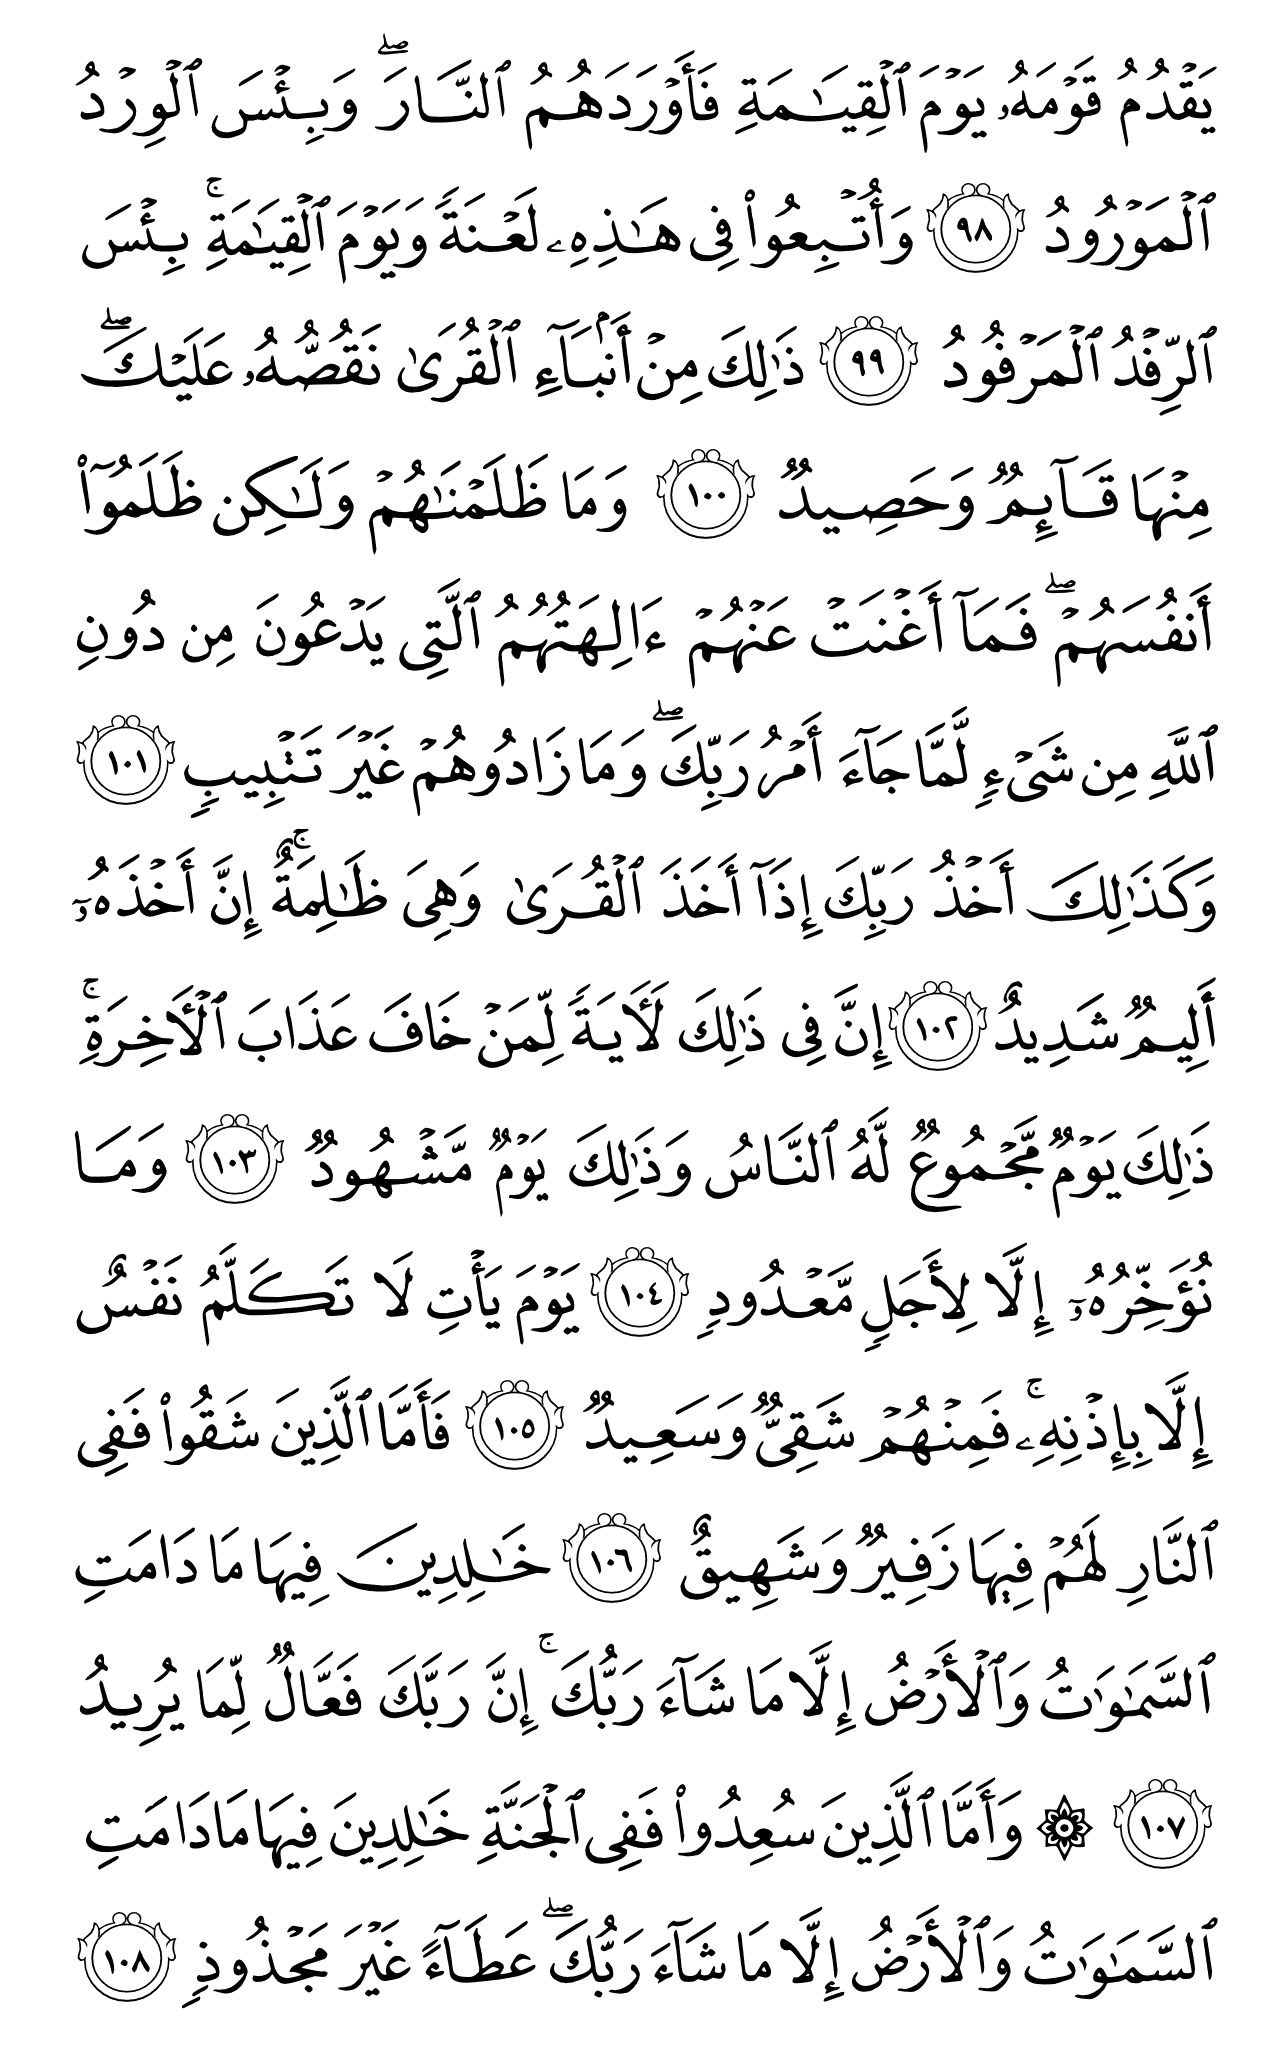 يَقۡدُمُ قَوۡمَهُۥ يَوۡمَ ٱلۡقِيَٰمَةِ فَأَوۡرَدَهُمُ ٱلنَّارَۖ وَبِئۡسَ ٱلۡوِرۡدُ
ٱلۡمَوۡرُودُ ٩٨ وَأُتۡبِعُواْ فِى هَٰذِهِۦ لَعۡنَةً وَيَوۡمَ ٱلۡقِيَٰمَةِۚ بِئۡسَ
ٱلرِّفۡدُ ٱلۡمَرۡفُودُ ٩٩ ذَٰلِكَ مِنۡ أَنۢبَآءِ ٱلۡقُرَىٰ نَقُصُّهُۥ عَلَيۡكَۖ
مِنۡهَا قَآئِمٌ وَحَصِيدٌ ١٠٠ وَمَا ظَلَمۡنَٰهُمۡ وَلَٰكِن ظَلَمُوٓاْ
أَنفُسَهُمۡۖ فَمَآ أَغۡنَتۡ عَنۡهُمۡ ءَالِهَتُهُمُ ٱلَّتِى يَدۡعُونَ مِن دُونِ
ٱللَّهِ مِن شَىۡءٍ لَّمَّا جَآءَ أَمۡرُ رَبِّكَۖ وَمَا زَادُوهُمۡ غَيۡرَ تَتۡبِيبٍ ١٠١
وَكَذَٰلِكَ أَخۡذُ رَبِّكَ إِذَآ أَخَذَ ٱلۡقُرَىٰ وَهِىَ ظَٰلِمَةٌۚ إِنَّ أَخۡذَهُۥٓ
أَلِيمٌ شَدِيدٌ ١٠٢ إِنَّ فِى ذَٰلِكَ لَأٓيَةً لِّمَنۡ خَافَ عَذَابَ ٱلۡأٓخِرَةِۚ
ذَٰلِكَ يَوۡمٌ مَّجۡمُوعٌ لَّهُ ٱلنَّاسُ وَذَٰلِكَ يَوۡمٌ مَّشۡهُودٌ ١٠٣ وَمَا
نُؤَخِّرُهُۥٓ إِلَّا لِأَجَلٍ مَّعۡدُودٍ ١٠٤ يَوۡمَ يَأۡتِ لَا تَكَلَّمُ نَفۡسٌ
إِلَّا بِإِذۡنِهِۦۚ فَمِنۡهُمۡ شَقِىٌّ وَسَعِيدٌ ١٠٥ فَأَمَّا ٱلَّذِينَ شَقُواْ فَفِى
ٱلنَّارِ لَهُمۡ فِيهَا زَفِيرٌ وَشَهِيقٌ ١٠٦ خَٰلِدِينَ فِيهَا مَا دَامَتِ
ٱلسَّمَٰوَٰتُ وَٱلۡأَرۡضُ إِلَّا مَا شَآءَ رَبُّكَۚ إِنَّ رَبَّكَ فَعَّالٌ لِّمَا يُرِيدُ
١٠٧ ۞ وَأَمَّا ٱلَّذِينَ سُعِدُواْ فَفِى ٱلۡجَنَّةِ خَٰلِدِينَ فِيهَا مَا دَامَتِ
ٱلسَّمَٰوَٰتُ وَٱلۡأَرۡضُ إِلَّا مَا شَآءَ رَبُّكَۖ عَطَآءً غَيۡرَ مَجۡذُوذٍ ١٠٨